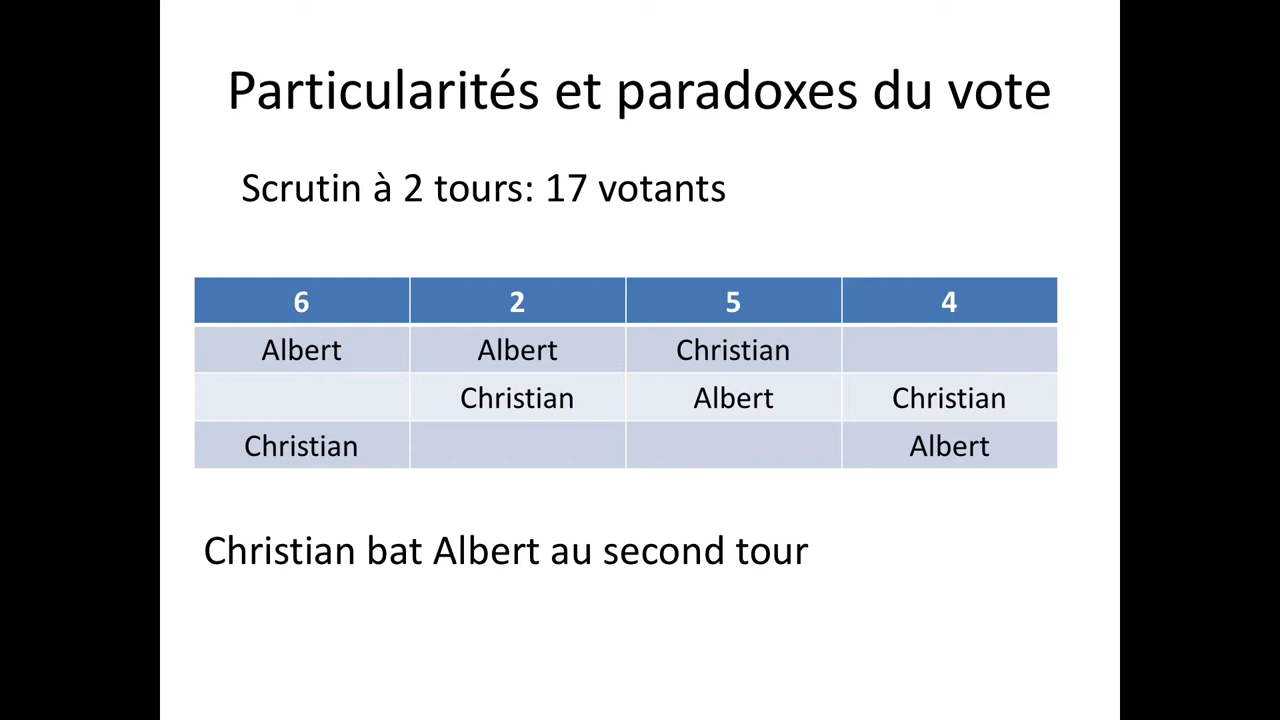 Particularités et paradoxes du vote
Scrutin à 2 tours: 17 votants
6 2 5 4
Albert Albert Christian
Christian Albert Christian
Christian Albert
Christian bat Albert au second tour